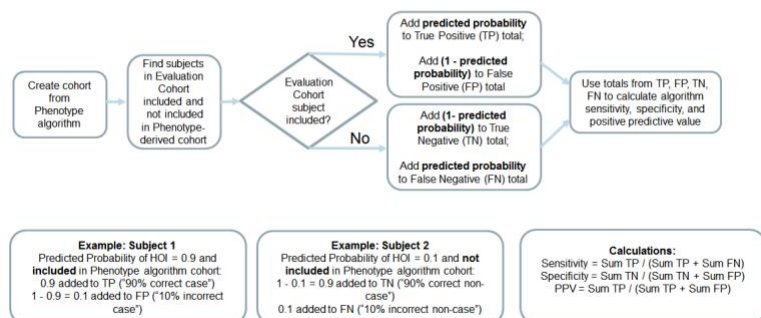 Create cohort
from
Phenotype
algorithm
Find subjects
in Evaluation
Cohort
included and
not included
in Phenotype-
derived cohort
Evaluation
Cohort
subject
included?
Yes
No
Add predicted probability
to True Positive (TP) total;
Add (1 - predicted
probability) to False
Positive (FP) total
Add (1- predicted
probability) to True
Negative (TN) total;
Add predicted probability
to False Negative (FN) total
Use totals from TP, FP, TN,
FN to calculate algorithm
sensitivity, specificity, and
positive predictive value
Example: Subject 1
Predicted Probability of HOI = 0.9 and
included in Phenotype algorithm cohort:
0.9 added to TP ("90% correct case")
1 - 0.9 = 0.1 added to FP ("10% incorrect
case")
Example: Subject 2
Predicted Probability of HOI = 0.1 and not
included in Phenotype algorithm cohort:
1 - 0.1 = 0.9 added to TN ("90% correct non-
case")
0.1 added to FN ("10% incorrect non-case")
Calculations:
Sensitivity = Sum TP / (Sum TP + Sum FN)
Specificity = Sum TN / (Sum TN + Sum FP)
PPV = Sum TP / (Sum TP + Sum FP)